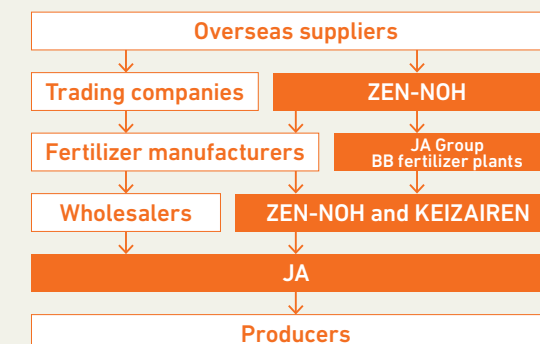 Overseas suppliers
Trading companies
ZEN-NOH
Fertilizer manufacturers
JA Group
BB fertilizer plants
Wholesalers
ZEN-NOH and KEIZAIREN
JA
Producers